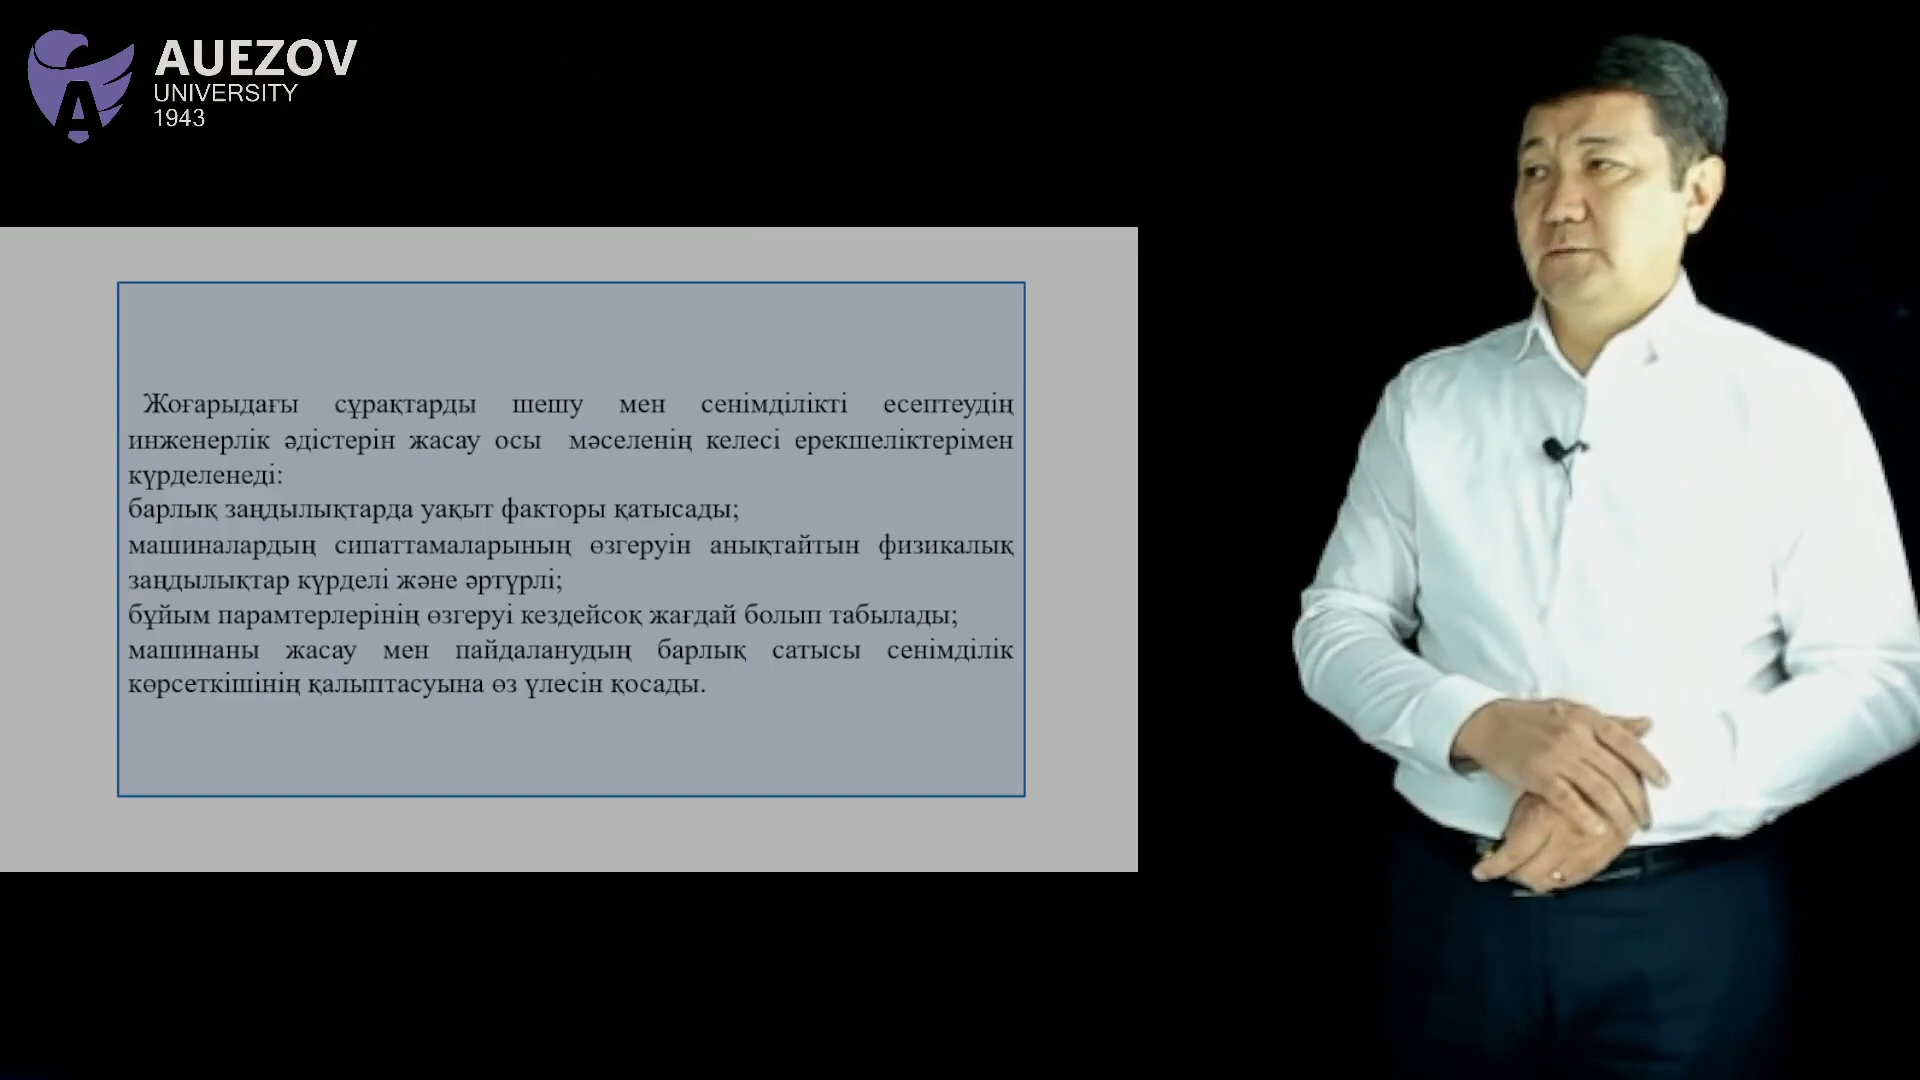 AUEZOV
UNIVERSITY
1943
Жоғарыдағы сұрақтарды шешу мен сенімділікті есептеудің
инженерлік әдістерін жасау осы мәселенің келесі ерекшеліктерімен
күрделенеді:
барлық заңдылықтарда уақыт факторы қатысады;
машиналардың сипаттамаларының өзгеруін анықтайтын физикалық
заңдылықтар күрделі және әртүрлі;
бұйым парамтерлерінің өзгеруі кездейсоқ жағдай болып табылады;
машинаны жасау мен пайдаланудың барлық сатысы сенімділік
көрсеткішінің қалыптасуына өз үлесін қосады.